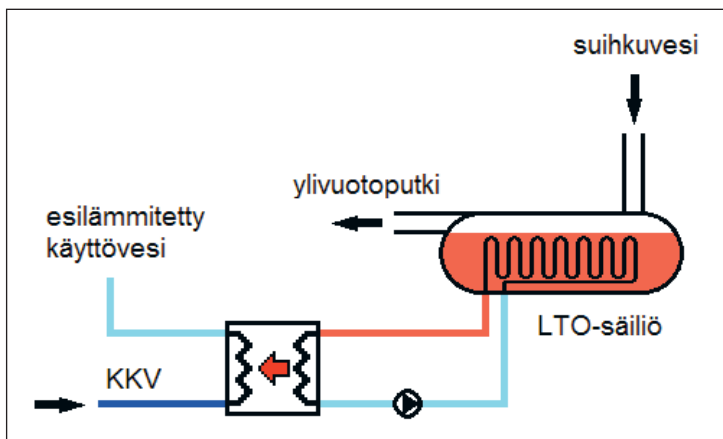 suihkuvesi
ylivuotoputki
esilämmitetty
käyttövesi
LTO-säiliö
KKV